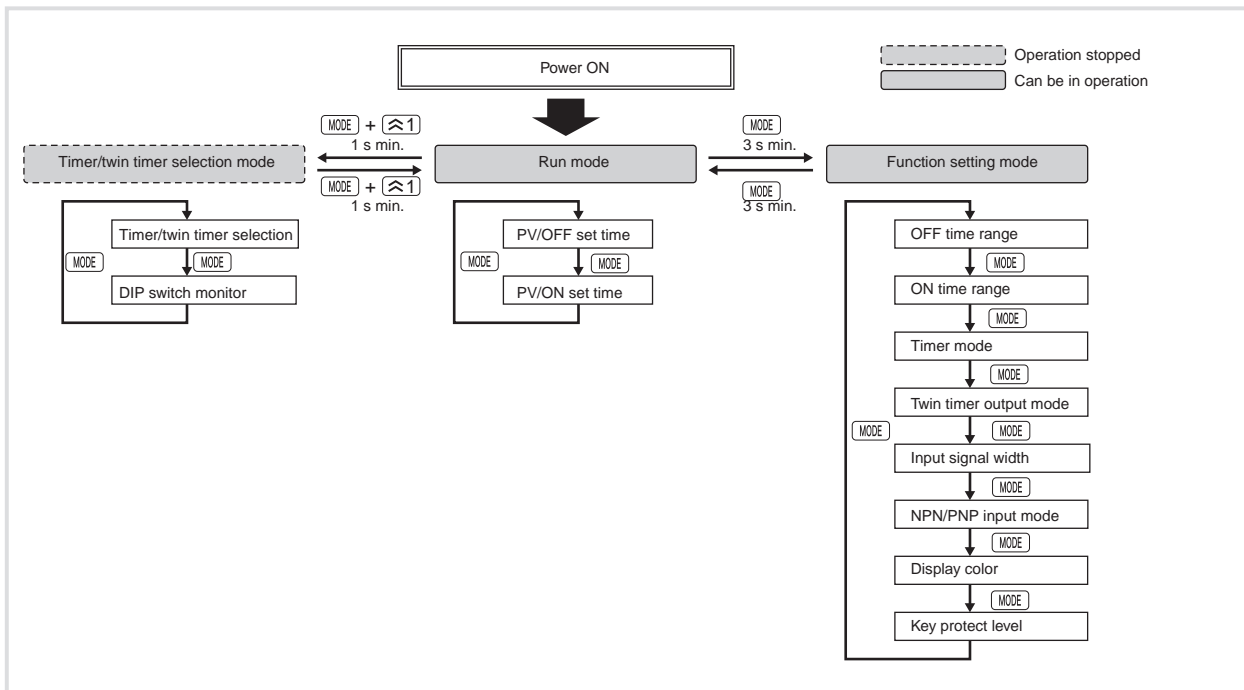 Power ON
Operation stopped
Can be in operation
MODE + ︽1
1 s min.
MODE
3 s min.
Timer/twin timer selection mode
Run mode
Function setting mode
MODE + ︽1
1 s min.
MODE
3 s min.
Timer/twin timer selection
MODE
MODE
DIP switch monitor
PV/OFF set time
MODE
MODE
PV/ON set time
OFF time range
MODE
ON time range
MODE
Timer mode
MODE
Twin timer output mode
MODE
MODE
Input signal width
MODE
NPN/PNP input mode
MODE
Display color
MODE
Key protect level